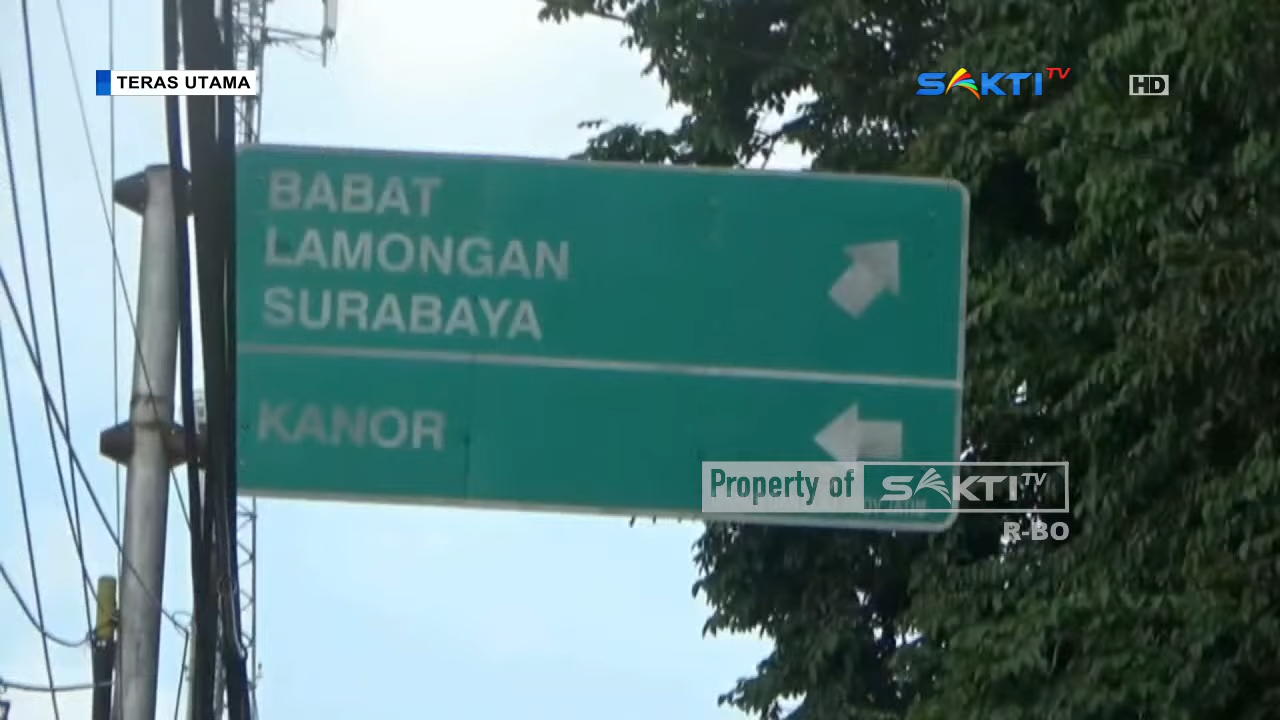 TERAS UTAMA
SAKTI TV
HD
BABAT
LAMONGAN
SURABAYA
KANOR
Property of SAKTI TV
R-BO